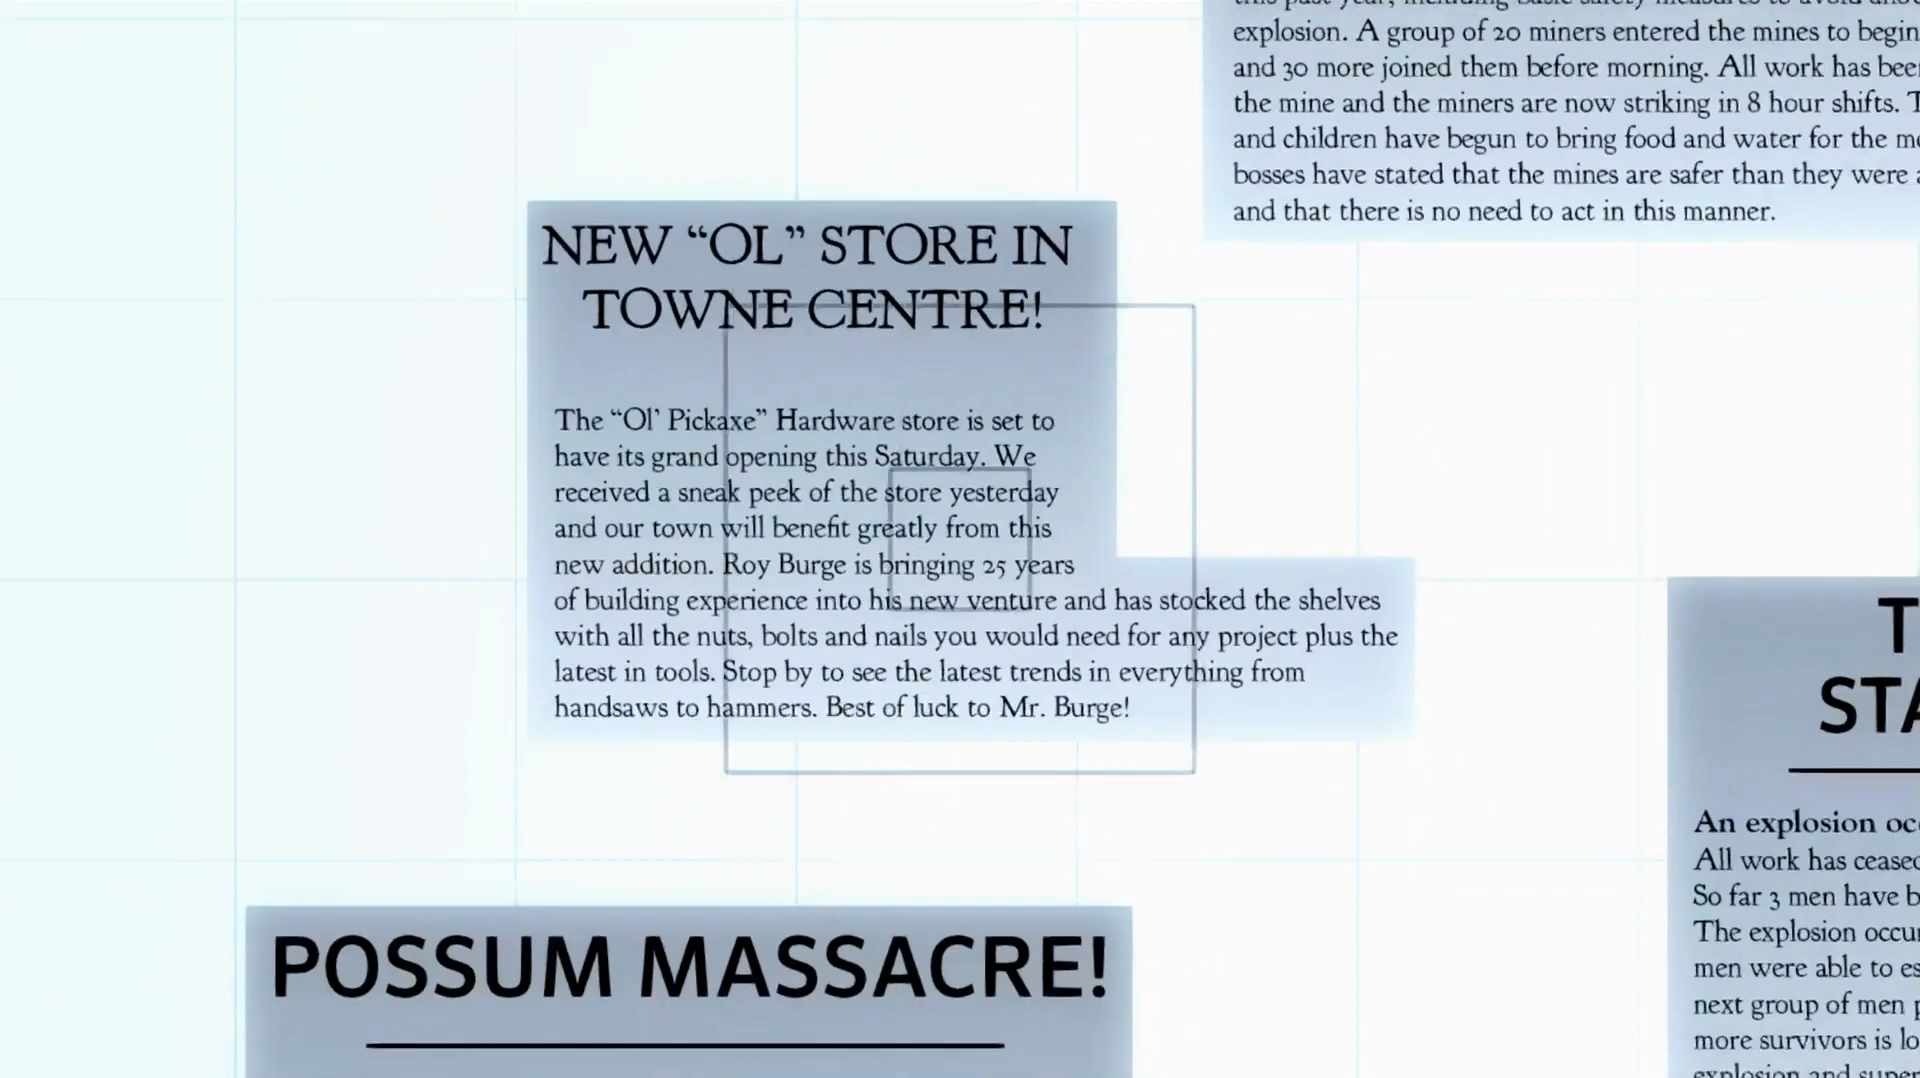 explosion. A group of 20 miners entered the mines to begin
and 30 more joined them before morning. All work has
the mine and the miners are now striking in 8 hour shifts.
and children have begun to bring food and water for the
bosses have stated that the mines are safer than they were
and that there is no need to act in this manner.
NEW “OL” STORE IN
TOWNE CENTRE!
The “Ol’ Pickaxe” Hardware store is set to
have its grand opening this Saturday. We
received a sneak peek of the store yesterday
and our town will benefit greatly from this
new addition. Roy Burge is bringing 25 years
of building experience into his new venture and has stocked the shelves
with all the nuts, bolts and nails you would need for any project plus the
latest in tools. Stop by to see the latest trends in everything from
handsaws to hammers. Best of luck to Mr. Burge!
POSSUM MASSACRE!
An explosion
All work has
So far 3 men have
The explosion
men were able to
next group of men
more survivors is
explosion and